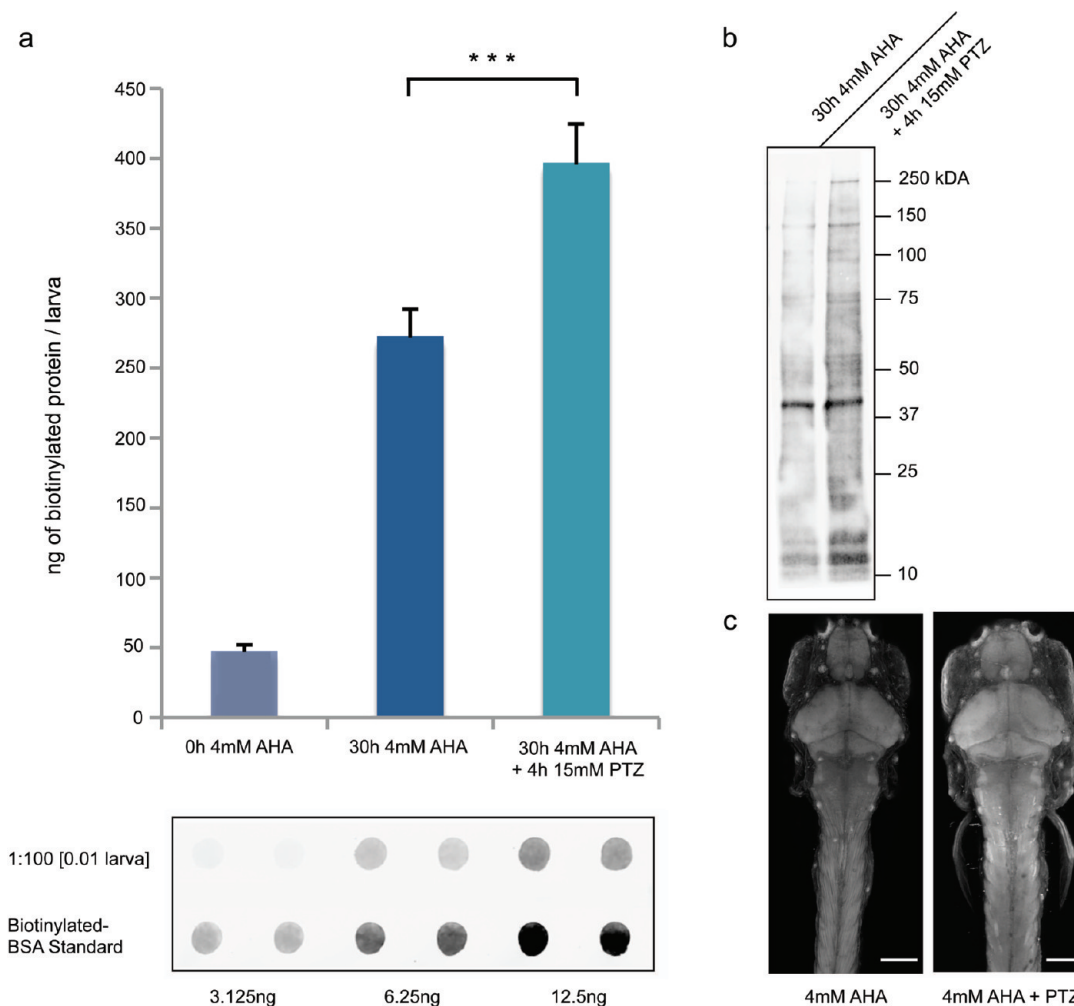 a
* * *
450
400
350
300
250
200
150
100
50
0
ng of biotinylated protein / larva
0h 4mM AHA
30h 4mM AHA
30h 4mM AHA
+ 4h 15mM PTZ
1:100 [0.01 larva]
Biotinylated-
BSA Standard
3.125ng
6.25ng
12.5ng
b
30h 4mM AHA
30h 4mM AHA
+ 4h 15mM PTZ
250 kDA
150
100
75
50
37
25
10
c
4mM AHA
4mM AHA + PTZ